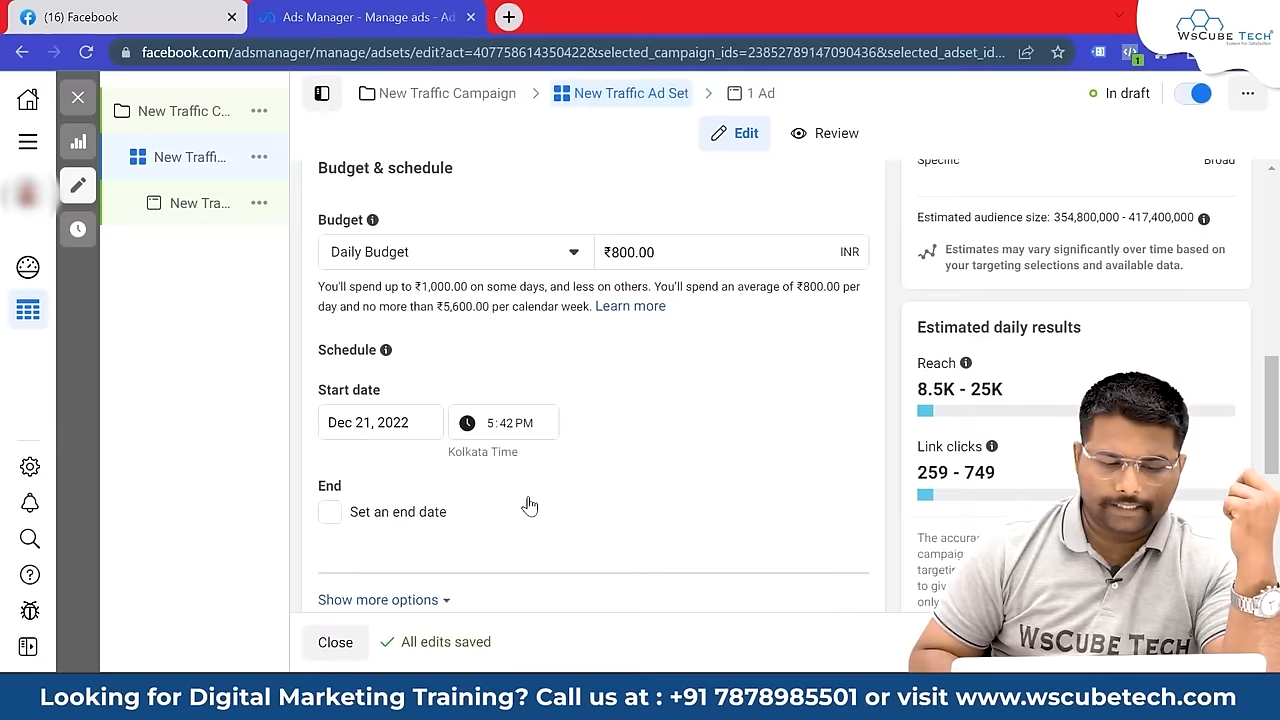 (16) Facebook
Ads Manager - Manage ads - Ad
WSCUBE TECH
facebook.com/adsmanager/manage/adsets/edit?act=407758614350422&selected_campaign_ids=23852789147090436&selected_adset_id...
1
New Traffic C...
New Traffi...
New Tra...
New Traffic Campaign > New Traffic Ad Set > 1 Ad
In draft
Edit
Review
Budget & schedule
Budget
Daily Budget
₹800.00
INR
You'll spend up to ₹1,000.00 on some days, and less on others. You'll spend an average of ₹800.00 per
day and no more than ₹5,600.00 per calendar week. Learn more
Schedule
Start date
Dec 21, 2022
5:42 PM
Kolkata Time
End
Set an end date
Show more options
Close
All edits saved
Specific
Broad
Estimated audience size: 354,800,000 - 417,400,000
Estimates may vary significantly over time based on
your targeting selections and available data.
Estimated daily results
Reach
8.5K - 25K
Link clicks
259 - 749
The accura
campaig
targetin
to giv
only
WSCUBE TECH
Looking for Digital Marketing Training? Call us at : +91 7878985501 or visit www.wscubetech.com